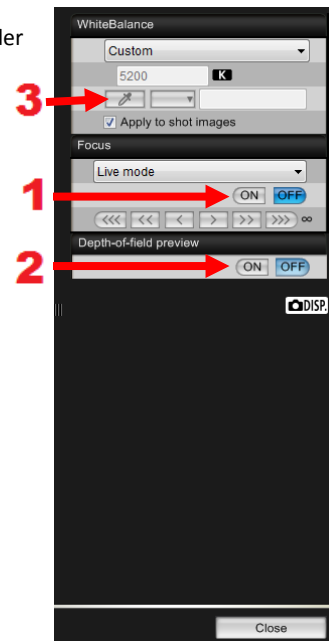 WhiteBalance
der
Custom
5200 K
3
Apply to shot images
Focus
Live mode
1 ON OFF
<<< << < > >> >>> ∞
Depth-of-field preview
2 ON OFF
DISP.
Close